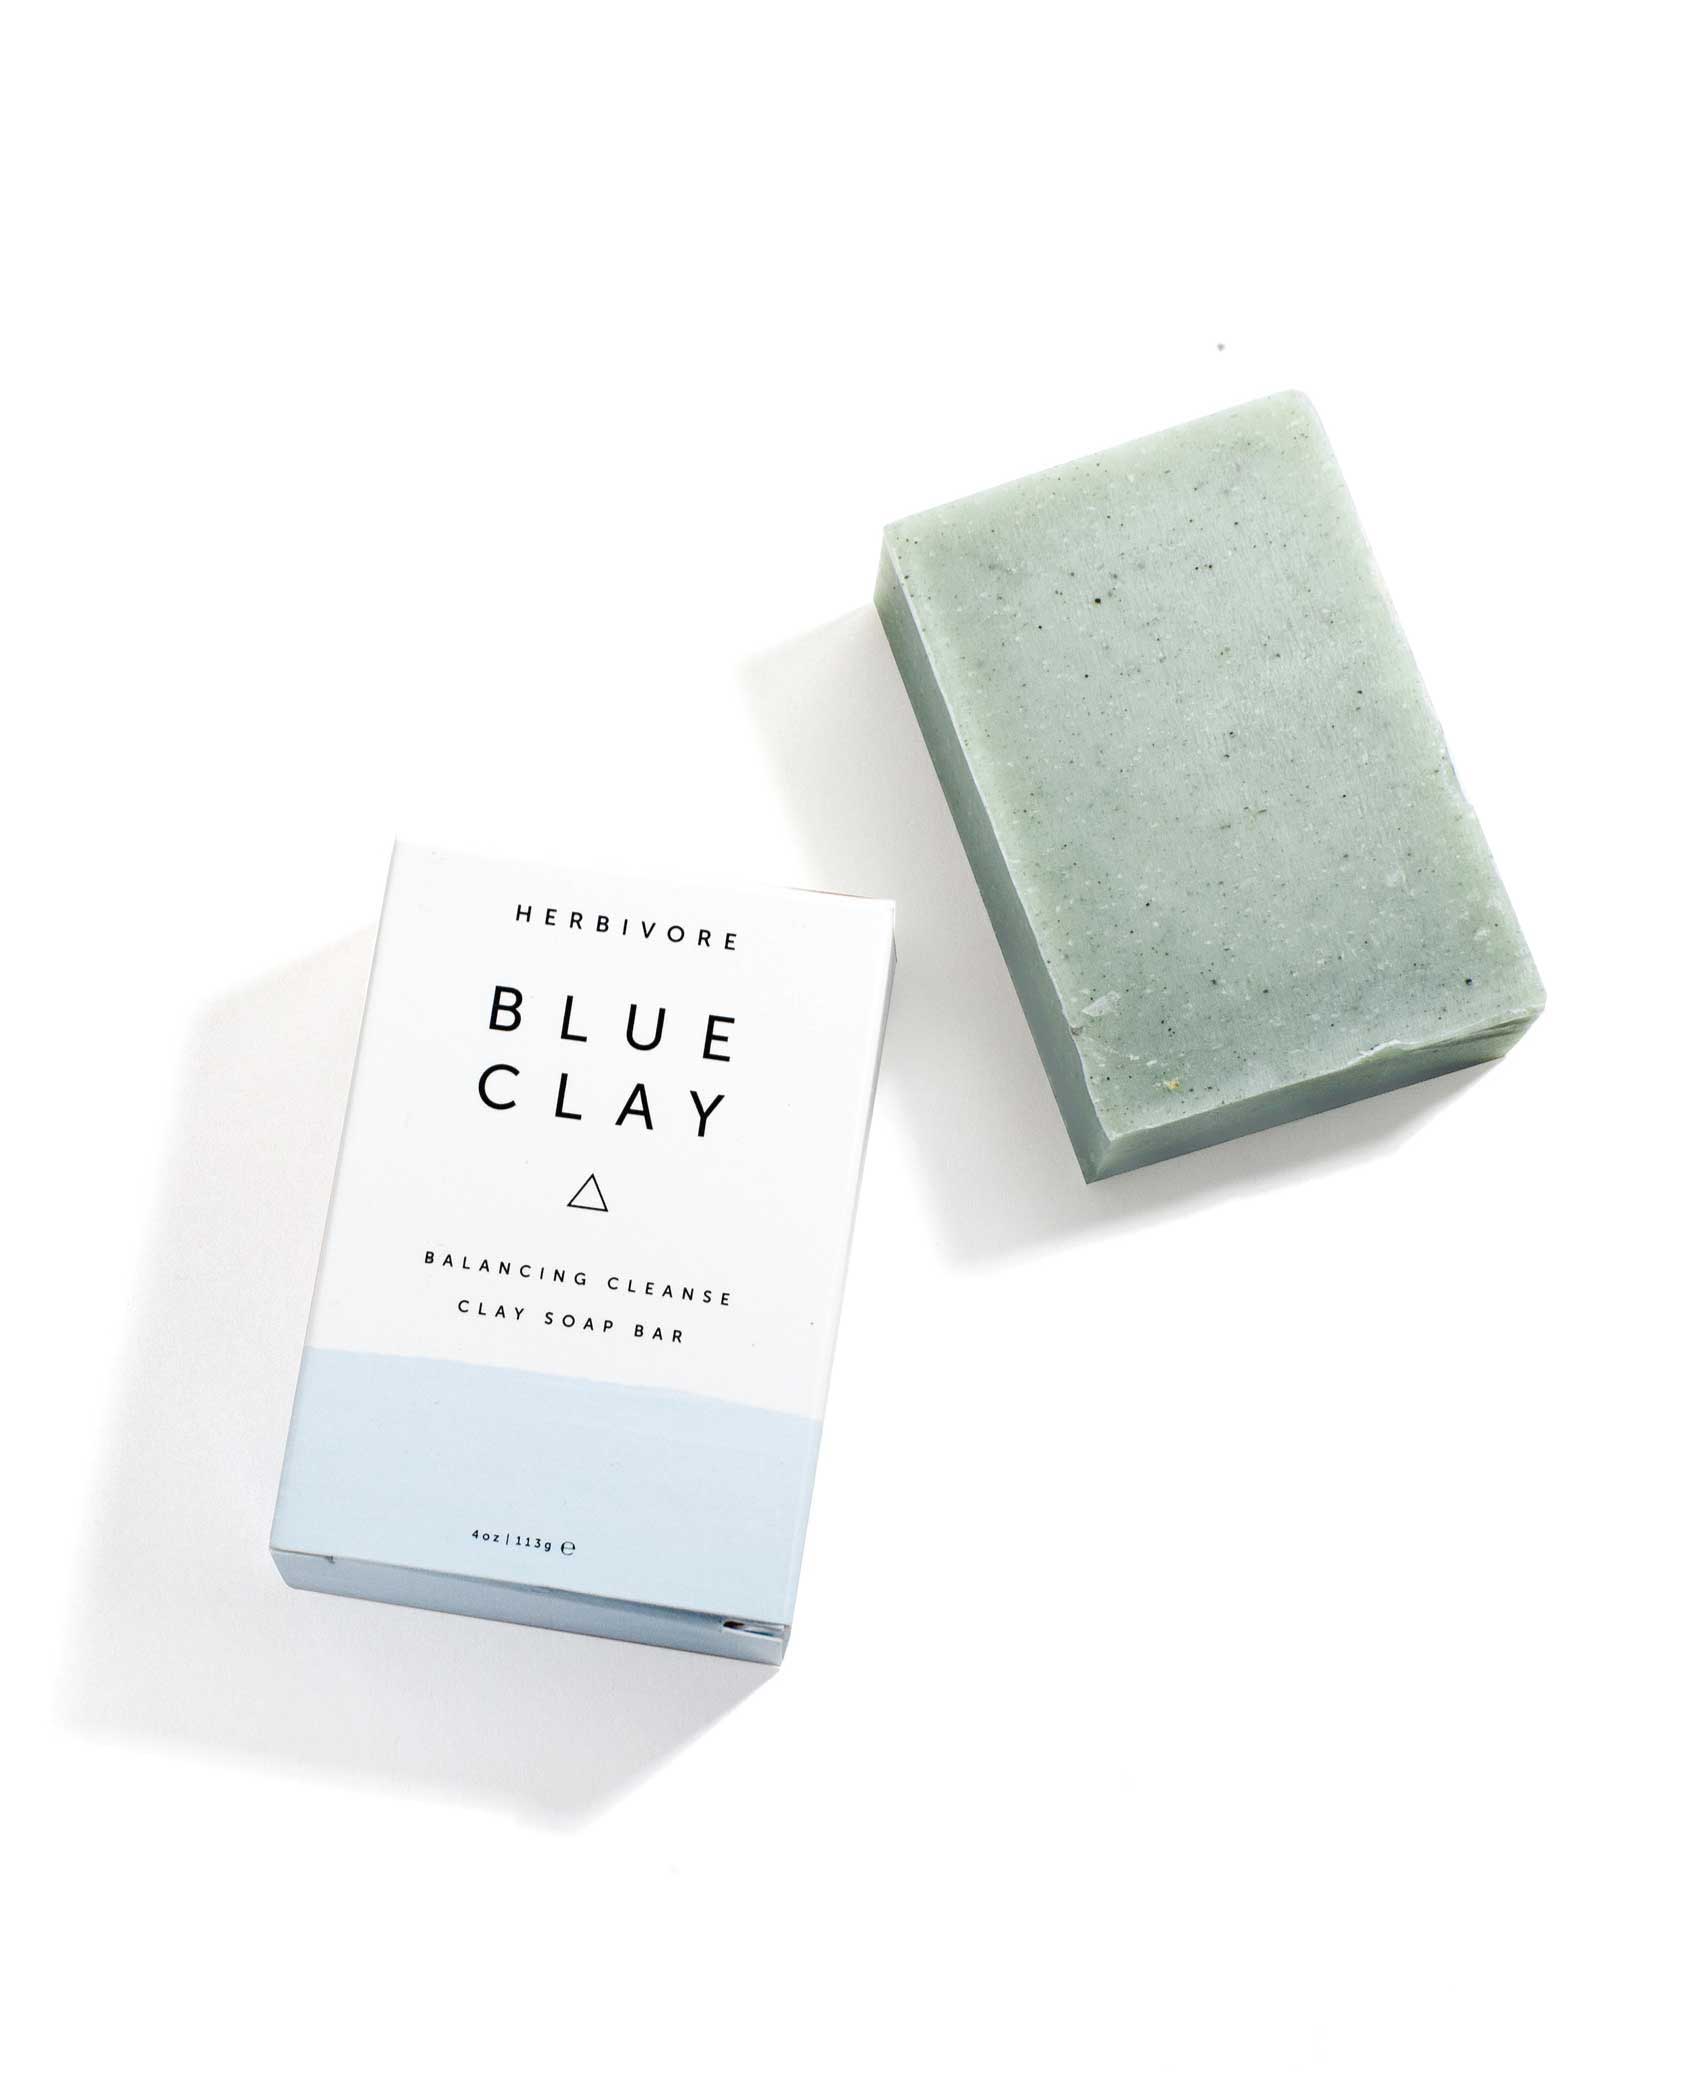 HERBIVORE
BLUE
CLAY
BALANCING CLEANSE
CLAY SOAP BAR
4oz | 113g ℮